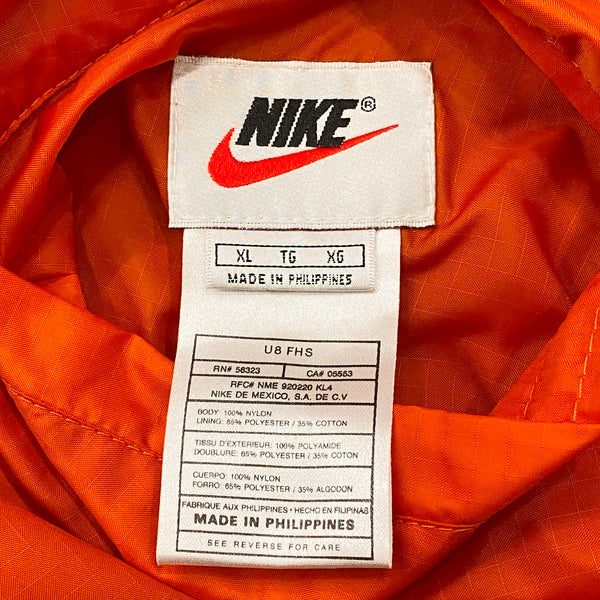 NIKE®
XL TG XG
MADE IN PHILIPPINES
U8 FHS
RN# 56323 CA# 05553
RFC# NME 920220 KL4
NIKE DE MEXICO, S.A. DE C.V
BODY: 100% NYLON
LINING: 65% POLYESTER / 35% COTTON
TISSU D'EXTERIEUR: 100% POLYAMIDE
DOUBLURE: 65% POLYESTER / 35% COTON
CUERPO: 100% NYLON
FORRO: 65% POLYESTER / 35% ALGODON
FABRIQUE AUX PHILIPPINES • HECHO EN FILIPINAS
MADE IN PHILIPPINES
SEE REVERSE FOR CARE